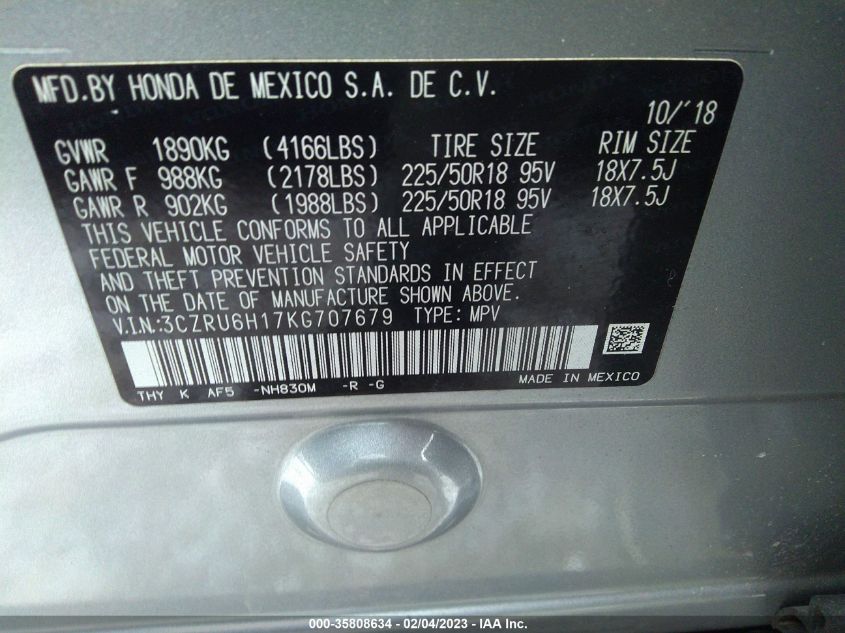 MFD.BY HONDA DE MEXICO S.A. DE C.V.
10/'18
GVWR 1890KG (4166LBS) TIRE SIZE RIM SIZE
GAWR F 988KG (2178LBS) 225/50R18 95V 18X7.5J
GAWR R 902KG (1988LBS) 225/50R18 95V 18X7.5J
THIS VEHICLE CONFORMS TO ALL APPLICABLE
FEDERAL MOTOR VEHICLE SAFETY
AND THEFT PREVENTION STANDARDS IN EFFECT
ON THE DATE OF MANUFACTURE SHOWN ABOVE.
V.I.N:3CZRU6H17KG707679 TYPE: MPV
THY K AF5 -NH830M -R -G MADE IN MEXICO
000-35808634 - 02/04/2023 - IAA Inc.